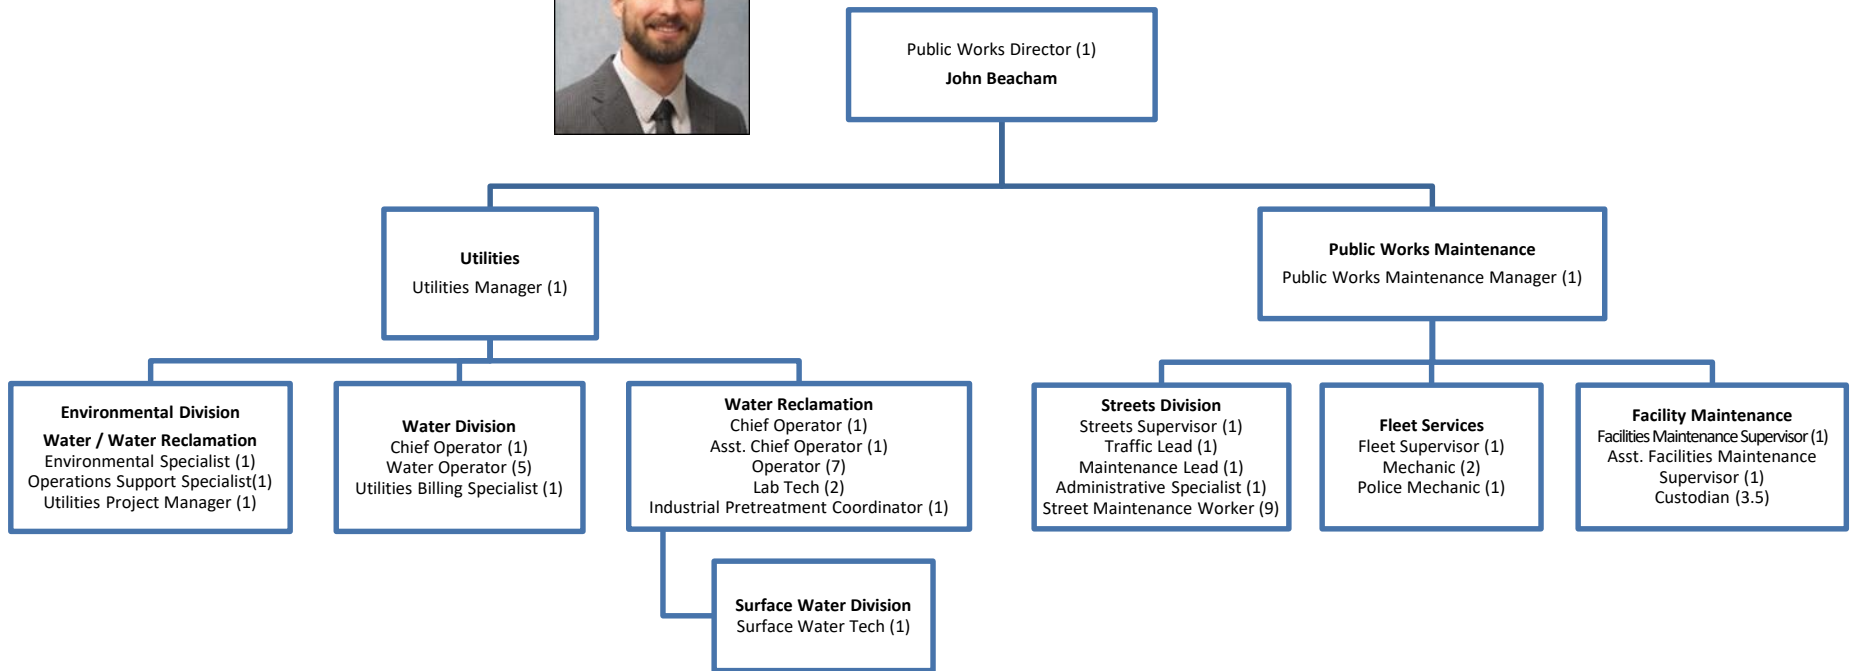 Public Works Director (1)
John Beacham
Utilities
Utilities Manager (1)
Public Works Maintenance
Public Works Maintenance Manager (1)
Environmental Division
Water / Water Reclamation
Environmental Specialist (1)
Operations Support Specialist(1)
Utilities Project Manager (1)
Water Division
Chief Operator (1)
Water Operator (5)
Utilities Billing Specialist (1)
Water Reclamation
Chief Operator (1)
Asst. Chief Operator (1)
Operator (7)
Lab Tech (2)
Industrial Pretreatment Coordinator (1)
Surface Water Division
Surface Water Tech (1)
Streets Division
Streets Supervisor (1)
Traffic Lead (1)
Maintenance Lead (1)
Administrative Specialist (1)
Street Maintenance Worker (9)
Fleet Services
Fleet Supervisor (1)
Mechanic (2)
Police Mechanic (1)
Facility Maintenance
Facilities Maintenance Supervisor (1)
Asst. Facilities Maintenance
Supervisor (1)
Custodian (3.5)